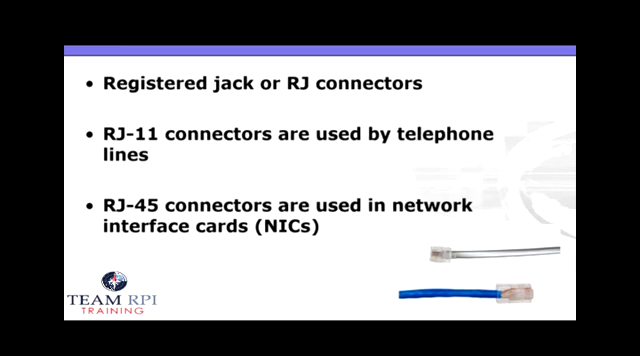 • Registered jack or RJ connectors
• RJ-11 connectors are used by telephone
lines
• RJ-45 connectors are used in network
interface cards (NICs)
TEAM RPI
TRAINING